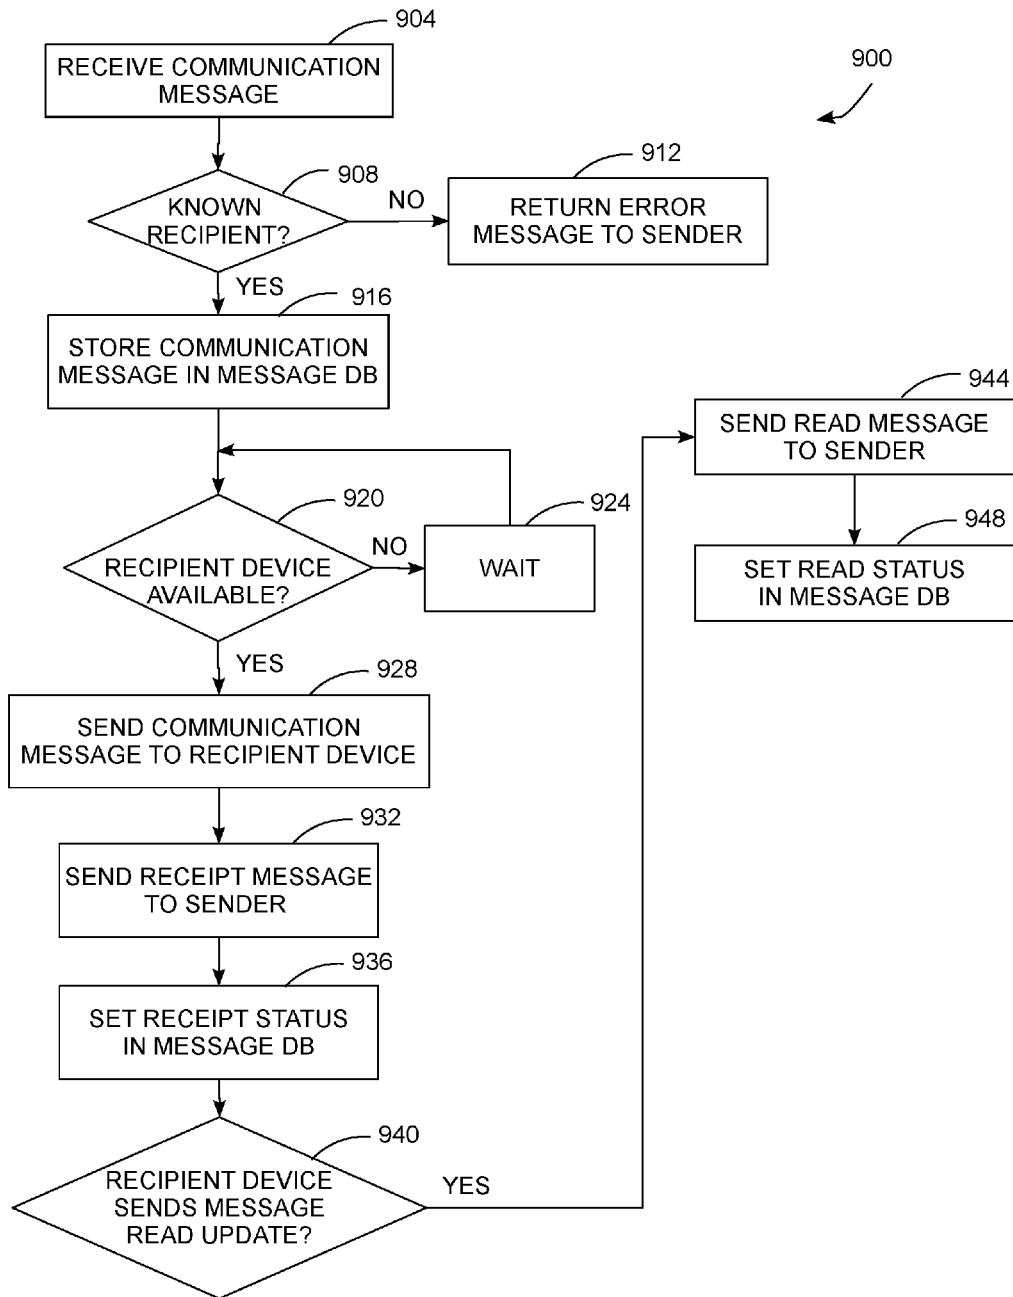 904
RECEIVE COMMUNICATION
MESSAGE
900
908
KNOWN
RECIPIENT?
NO
912
RETURN ERROR
MESSAGE TO SENDER
YES
916
STORE COMMUNICATION
MESSAGE IN MESSAGE DB
920
RECIPIENT DEVICE
AVAILABLE?
NO
924
WAIT
YES
928
SEND COMMUNICATION
MESSAGE TO RECIPIENT DEVICE
932
SEND RECEIPT MESSAGE
TO SENDER
936
SET RECEIPT STATUS
IN MESSAGE DB
940
RECIPIENT DEVICE
SENDS MESSAGE
READ UPDATE?
YES
944
SEND READ MESSAGE
TO SENDER
948
SET READ STATUS
IN MESSAGE DB